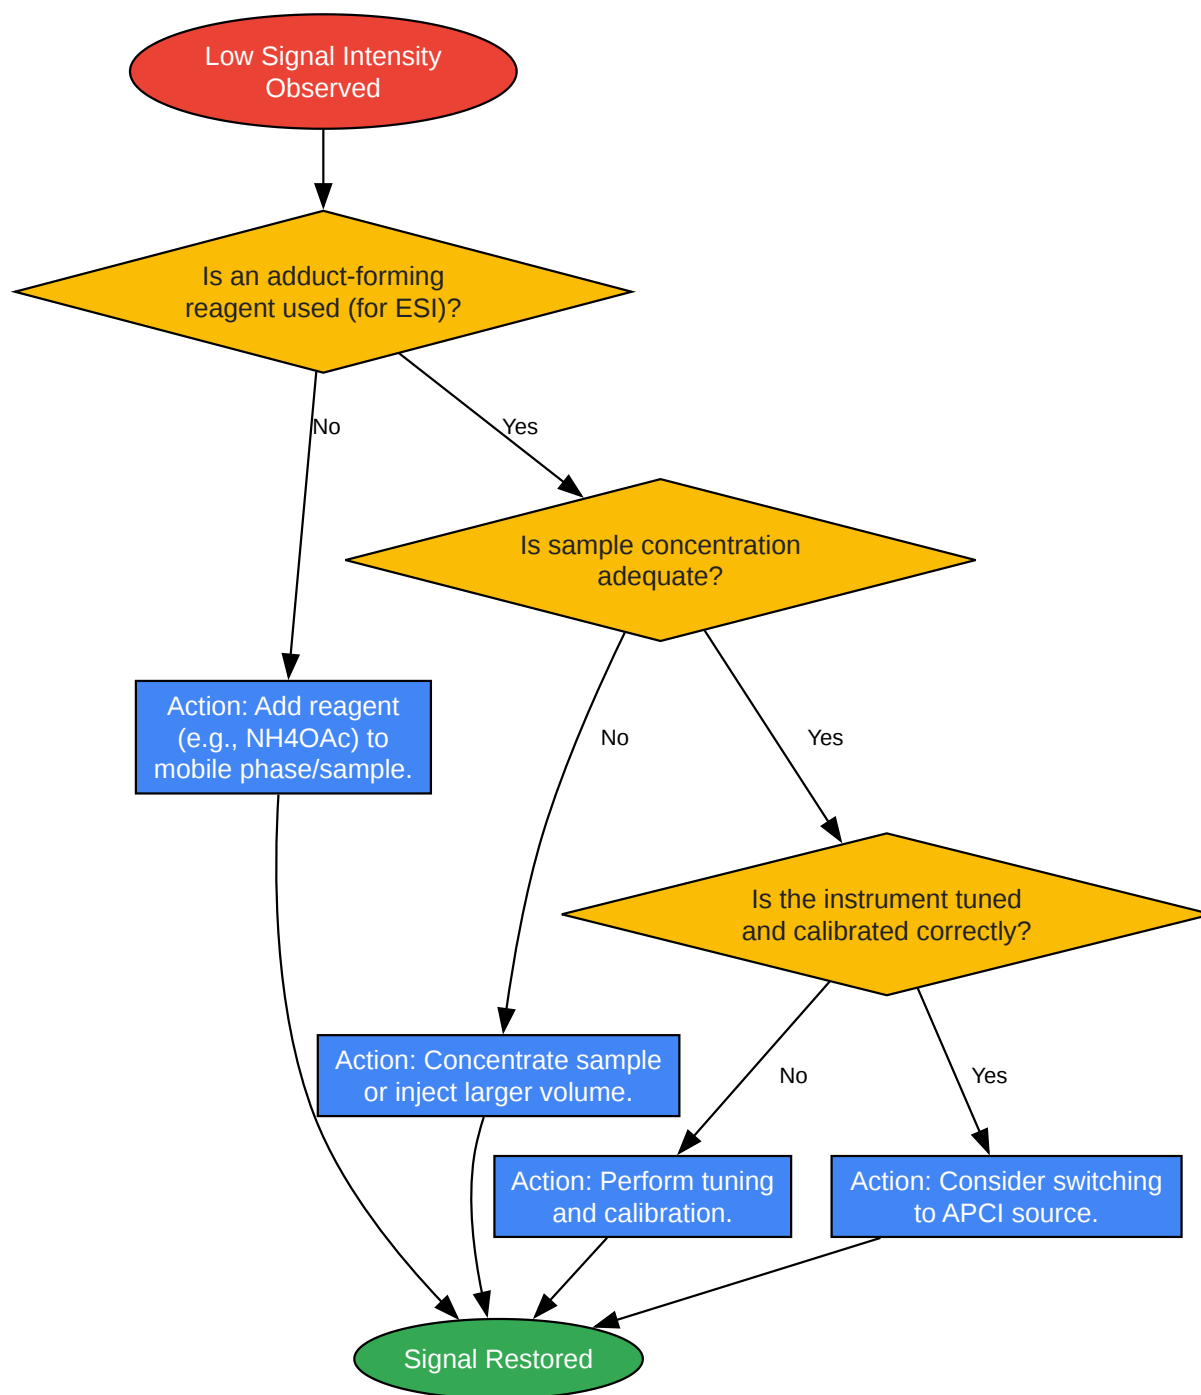 Low Signal Intensity
Observed
Is an adduct-forming
reagent used (for ESI)?
No
Yes
Is sample concentration
adequate?
Action: Add reagent
(e.g., NH4OAc) to
mobile phase/sample.
No
Yes
Is the instrument tuned
and calibrated correctly?
Action: Concentrate sample
or inject larger volume.
No
Yes
Action: Perform tuning
and calibration.
Action: Consider switching
to APCI source.
Signal Restored